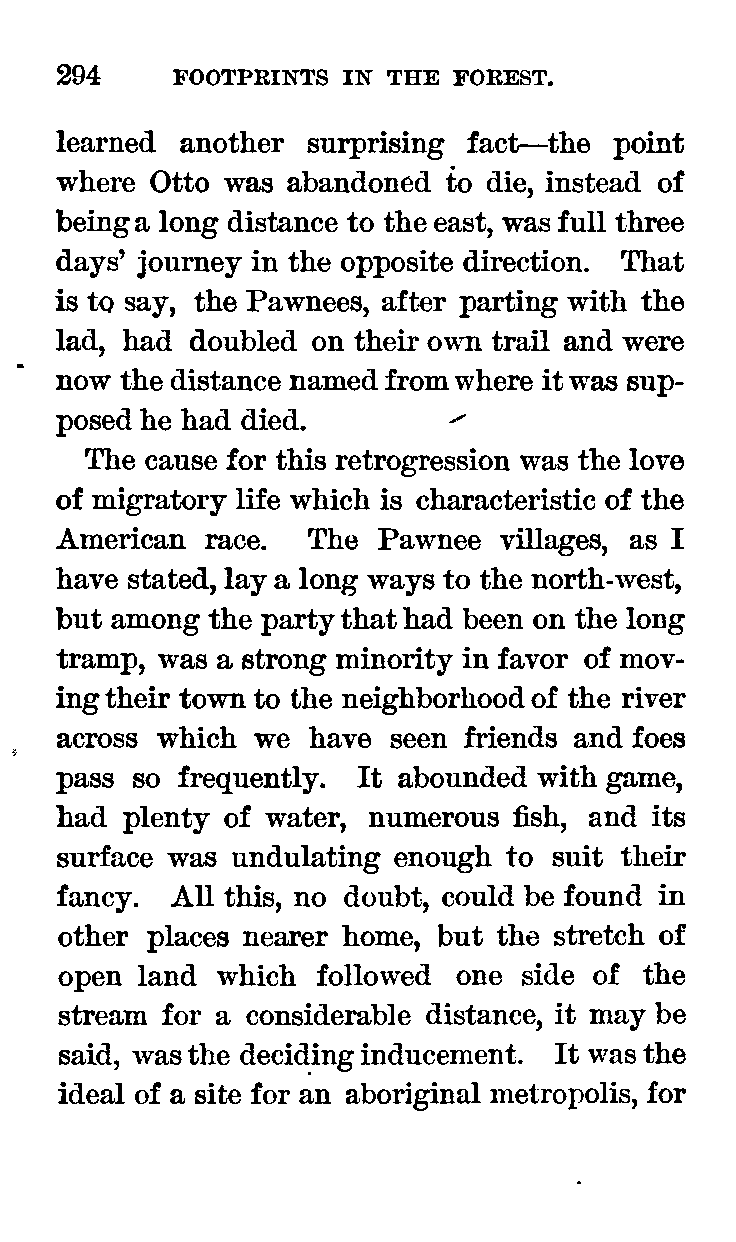 294 FOOTPRINTS IN THE FOREST.
learned another surprising fact—the point
where Otto was abandoned to die, instead of
being a long distance to the east, was full three
days' journey in the opposite direction. That
is to say, the Pawnees, after parting with the
lad, had doubled on their own trail and were
now the distance named from where it was sup-
posed he had died.
The cause for this retrogression was the love
of migratory life which is characteristic of the
American race. The Pawnee villages, as I
have stated, lay a long ways to the north-west,
but among the party that had been on the long
tramp, was a strong minority in favor of mov-
ing their town to the neighborhood of the river
across which we have seen friends and foes
pass so frequently. It abounded with game,
had plenty of water, numerous fish, and its
surface was undulating enough to suit their
fancy. All this, no doubt, could be found in
other places nearer home, but the stretch of
open land which followed one side of the
stream for a considerable distance, it may be
said, was the deciding inducement. It was the
ideal of a site for an aboriginal metropolis, for